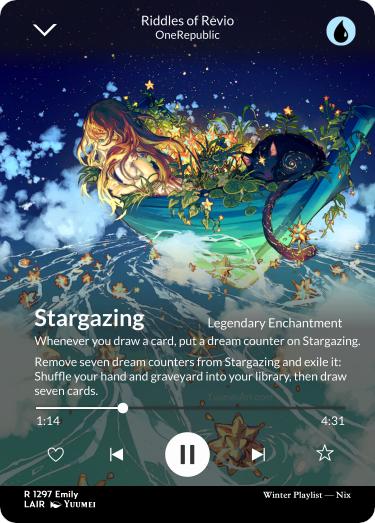 Riddles of Revio
OneRepublic
Stargazing
Legendary Enchantment
Whenever you draw a card, put a dream counter on Stargazing.
Remove seven dream counters from Stargazing and exile it:
Shuffle your hand and graveyard into your library, then draw
seven cards.
YuumeiArt.com
1:14
4:31
R 1297 Emily
LAIR YUUMEI
Winter Playlist — Nix